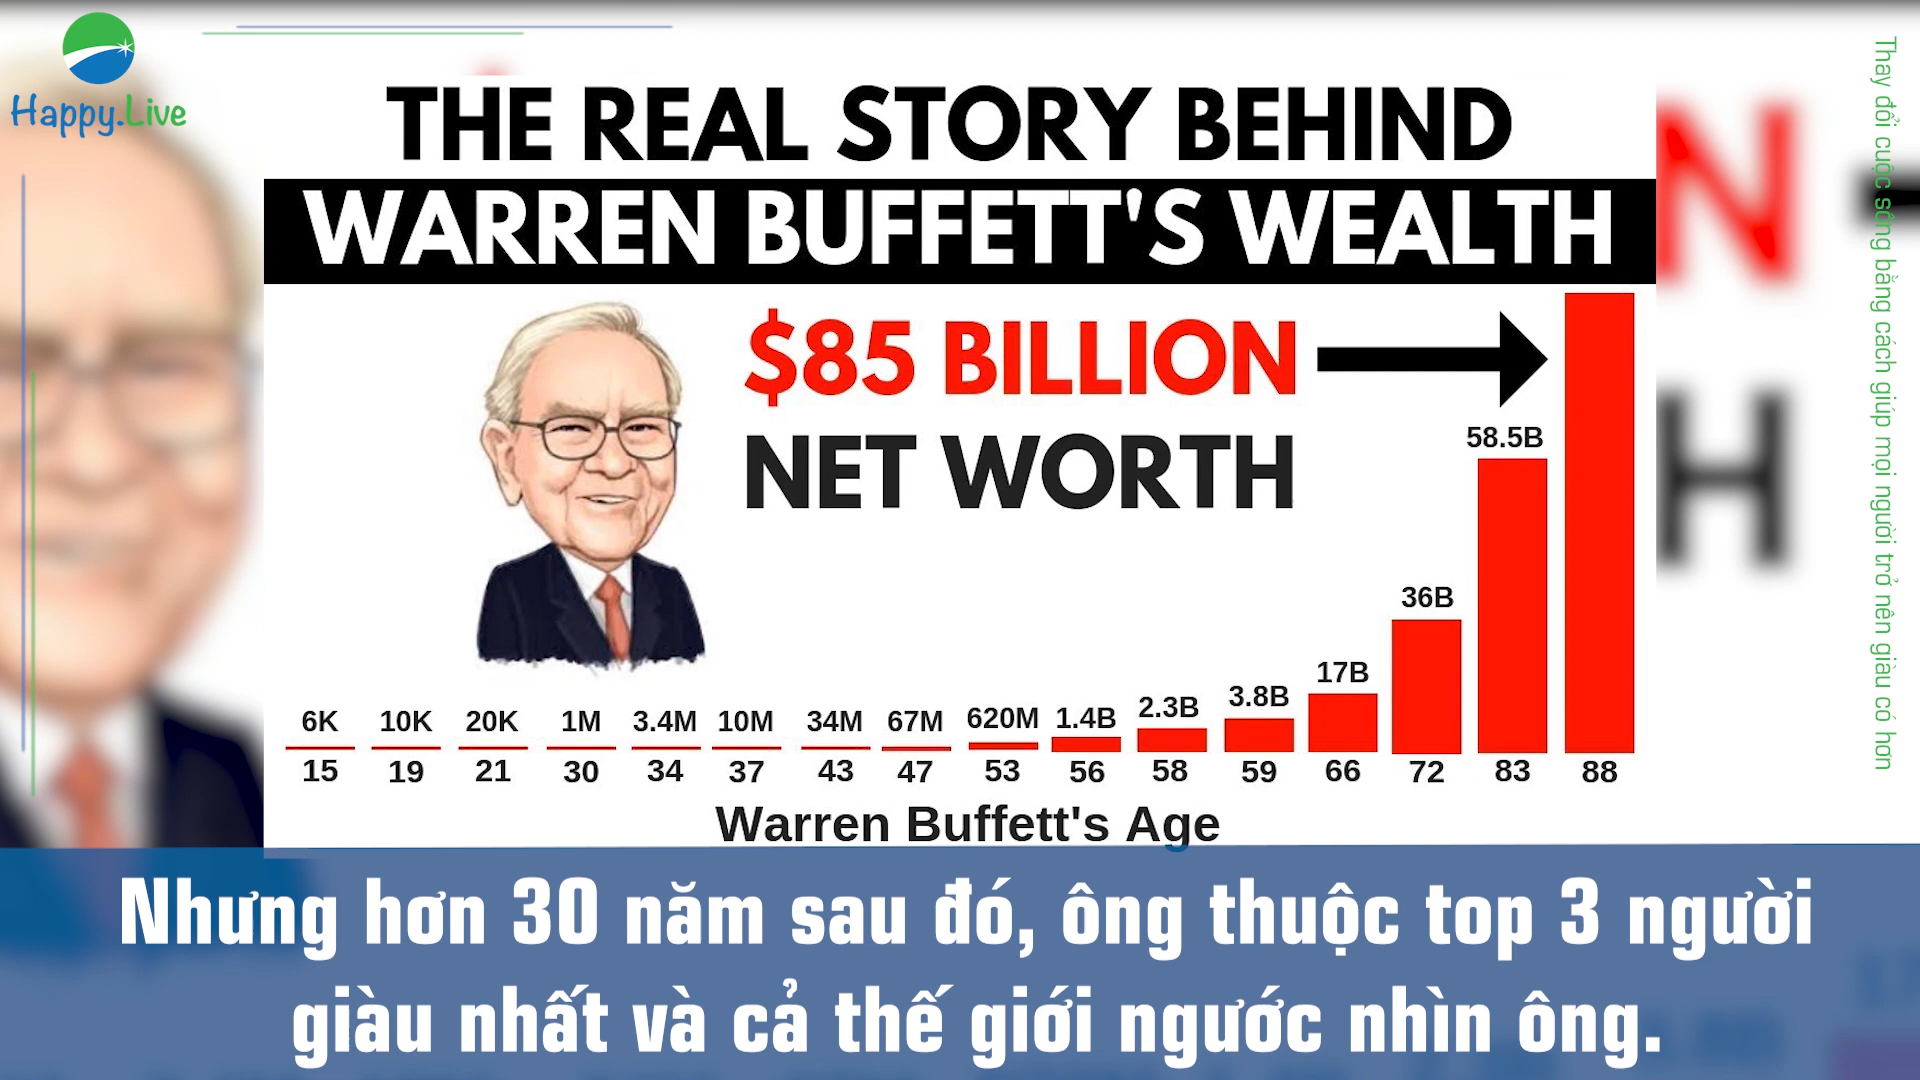 Happy.Live
THE REAL STORY BEHIND
WARREN BUFFETT'S WEALTH
$85 BILLION
NET WORTH
6K 10K 20K 1M 3.4M 10M 34M 67M 620M 1.4B 2.3B 3.8B 17B 36B 58.5B
15 19 21 30 34 37 43 47 53 56 58 59 66 72 83 88
Warren Buffett's Age
Thay đổi cuộc sống bằng cách giúp mọi người trở nên giàu có hơn
Nhưng hơn 30 năm sau đó, ông thuộc top 3 người
giàu nhất và cả thế giới ngước nhìn ông.